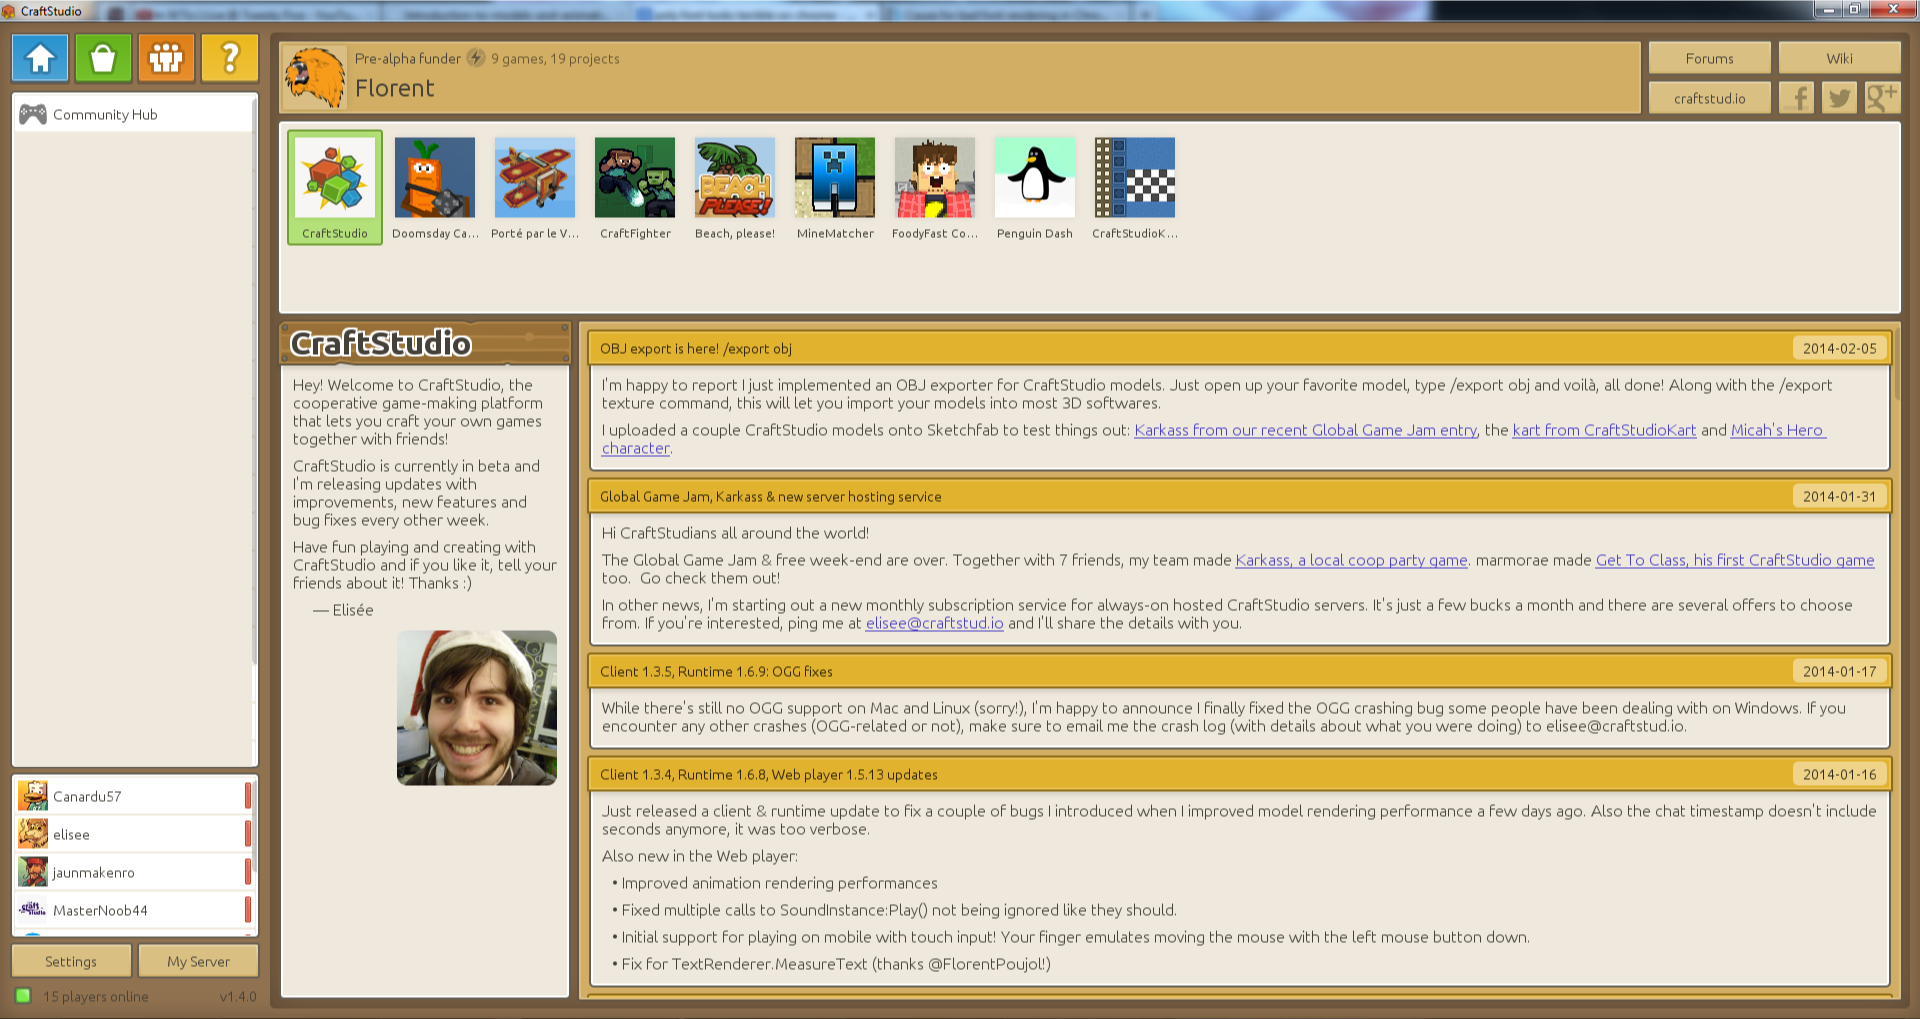 CraftStudio
?
Community Hub
Pre-alpha funder
9 games, 19 projects
Florent
Forums
Wiki
craftstud.io
f
g+
CraftStudio
Doomsday Ca...
Porté par le V...
CraftFighter
BEACH
PLEASE!
Beach, please!
MineMatcher
FoodyFast Co...
Penguin Dash
CraftStudioK...
CraftStudio
Hey! Welcome to CraftStudio, the
cooperative game-making platform
that lets you craft your own games
together with friends!
CraftStudio is currently in beta and
I'm releasing updates with
improvements, new features and
bug fixes every other week.
Have fun playing and creating with
CraftStudio and if you like it, tell your
friends about it! Thanks :)
— Elisée
OBJ export is here! /export obj
2014-02-05
I'm happy to report I just implemented an OBJ exporter for CraftStudio models. Just open up your favorite model, type /export obj and voilà, all done! Along with the /export
texture command, this will let you import your models into most 3D softwares.
I uploaded a couple CraftStudio models onto Sketchfab to test things out: Karkass from our recent Global Game Jam entry, the kart from CraftStudioKart and Micah's Hero
character.
Global Game Jam, Karkass & new server hosting service
2014-01-31
Hi CraftStudians all around the world!
The Global Game Jam & free week-end are over. Together with 7 friends, my team made Karkass, a local coop party game. marmorae made Get To Class, his first CraftStudio game
too.  Go check them out!
In other news, I'm starting out a new monthly subscription service for always-on hosted CraftStudio servers. It's just a few bucks a month and there are several offers to choose
from. If you're interested, ping me at elisee@craftstud.io and I'll share the details with you.
Client 1.3.5, Runtime 1.6.9: OGG fixes
2014-01-17
While there's still no OGG support on Mac and Linux (sorry!), I'm happy to announce I finally fixed the OGG crashing bug some people have been dealing with on Windows. If you
encounter any other crashes (OGG-related or not), make sure to email me the crash log (with details about what you were doing) to elisee@craftstud.io.
Client 1.3.4, Runtime 1.6.8, Web player 1.5.13 updates
2014-01-16
Just released a client & runtime update to fix a couple of bugs I introduced when I improved model rendering performance a few days ago. Also the chat timestamp doesn't include
seconds anymore, it was too verbose.
Also new in the Web player:
• Improved animation rendering performances
• Fixed multiple calls to SoundInstance:Play() not being ignored like they should.
• Initial support for playing on mobile with touch input! Your finger emulates moving the mouse with the left mouse button down.
• Fix for TextRenderer.MeasureText (thanks @FlorentPoujol!)
Canardu57
elisee
jaunmakenro
craft
studio
MasterNoob44
Settings
My Server
15 players online
v1.4.0